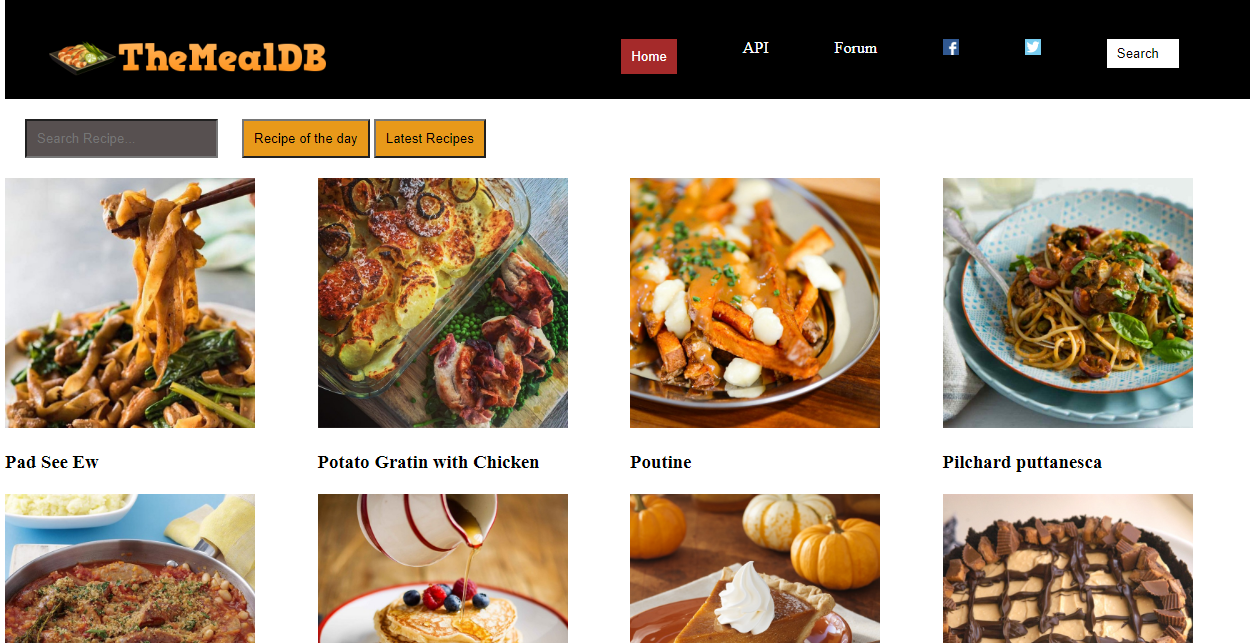 TheMealDB
Home API Forum Search
Search Recipe... Recipe of the day Latest Recipes
Pad See Ew Potato Gratin with Chicken Poutine Pilchard puttanesca